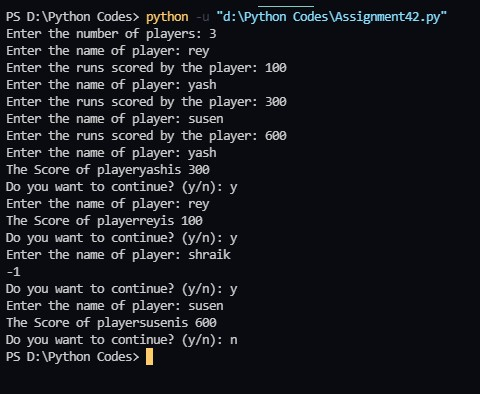 PS D:\Python Codes> python -u "d:\Python Codes\Assignment42.py"
Enter the number of players: 3
Enter the name of player: rey
Enter the runs scored by the player: 100
Enter the name of player: yash
Enter the runs scored by the player: 300
Enter the name of player: susen
Enter the runs scored by the player: 600
Enter the name of player: yash
The Score of playeryashis 300
Do you want to continue? (y/n): y
Enter the name of player: rey
The Score of playerreyis 100
Do you want to continue? (y/n): y
Enter the name of player: shraik
-1
Do you want to continue? (y/n): y
Enter the name of player: susen
The Score of playersusenis 600
Do you want to continue? (y/n): n
PS D:\Python Codes>